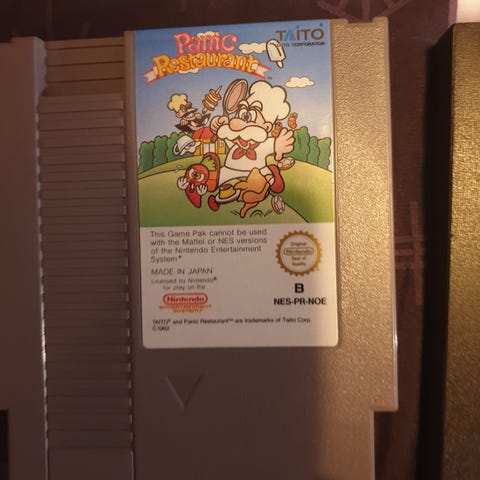 TAITO
TAITO CORPORATION
Panic
Restaurant™
This Game Pak cannot be used
with the Mattel or NES versions
of the Nintendo Entertainment
System®
MADE IN JAPAN
Licensed by Nintendo®
for play on the
Nintendo
ENTERTAINMENT
SYSTEM®
Original
Nintendo
Seal of
Quality
B
NES-PR-NOE
TAITO® and Panic Restaurant™ are trademarks of Taito Corp.
©1992